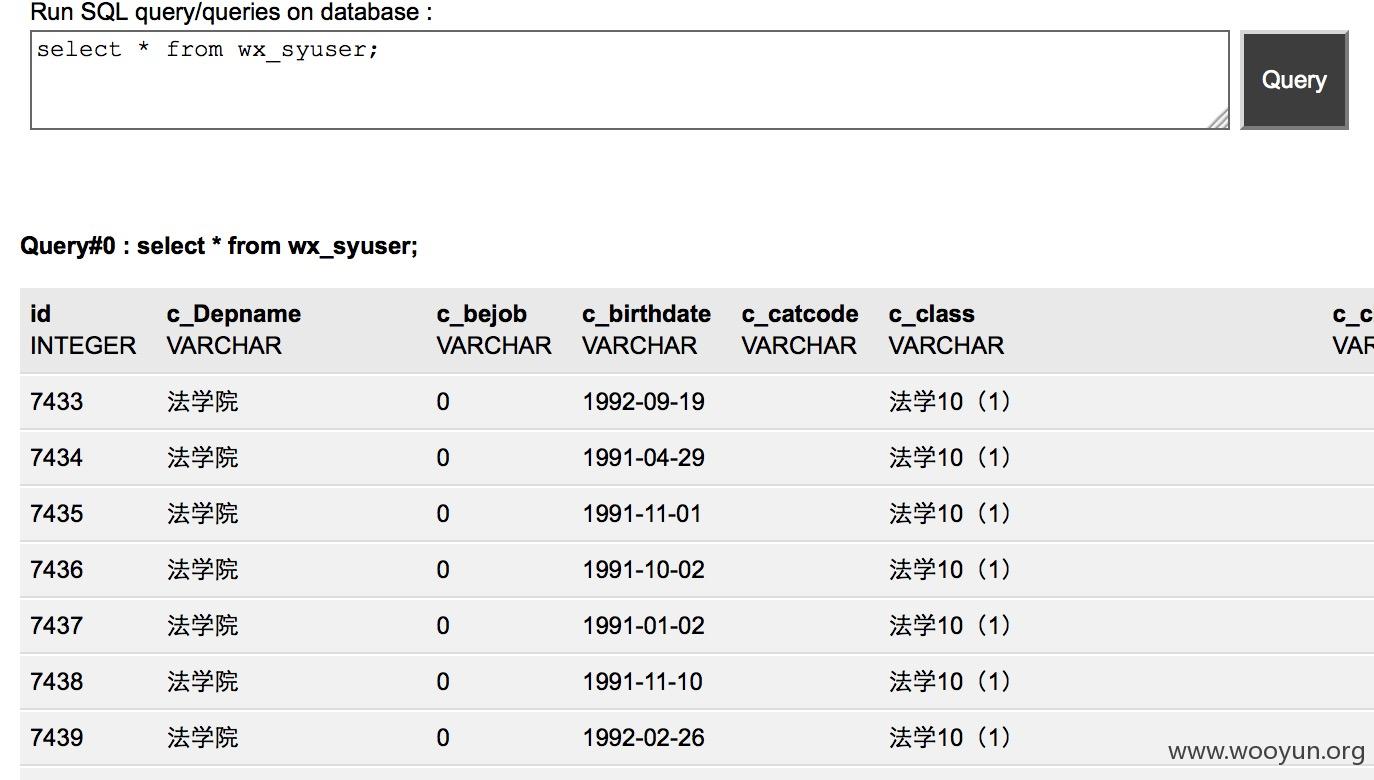 Run SQL query/queries on database :
select * from wx_syuser;
Query
Query#0 : select * from wx_syuser;
id c_Depname c_bejob c_birthdate c_catcode c_class c_c
INTEGER VARCHAR VARCHAR VARCHAR VARCHAR VARCHAR VAR
7433 法学院 0 1992-09-19 法学10（1）
7434 法学院 0 1991-04-29 法学10（1）
7435 法学院 0 1991-11-01 法学10（1）
7436 法学院 0 1991-10-02 法学10（1）
7437 法学院 0 1991-01-02 法学10（1）
7438 法学院 0 1991-11-10 法学10（1）
7439 法学院 0 1992-02-26 法学10（1）
www.wooyun.org